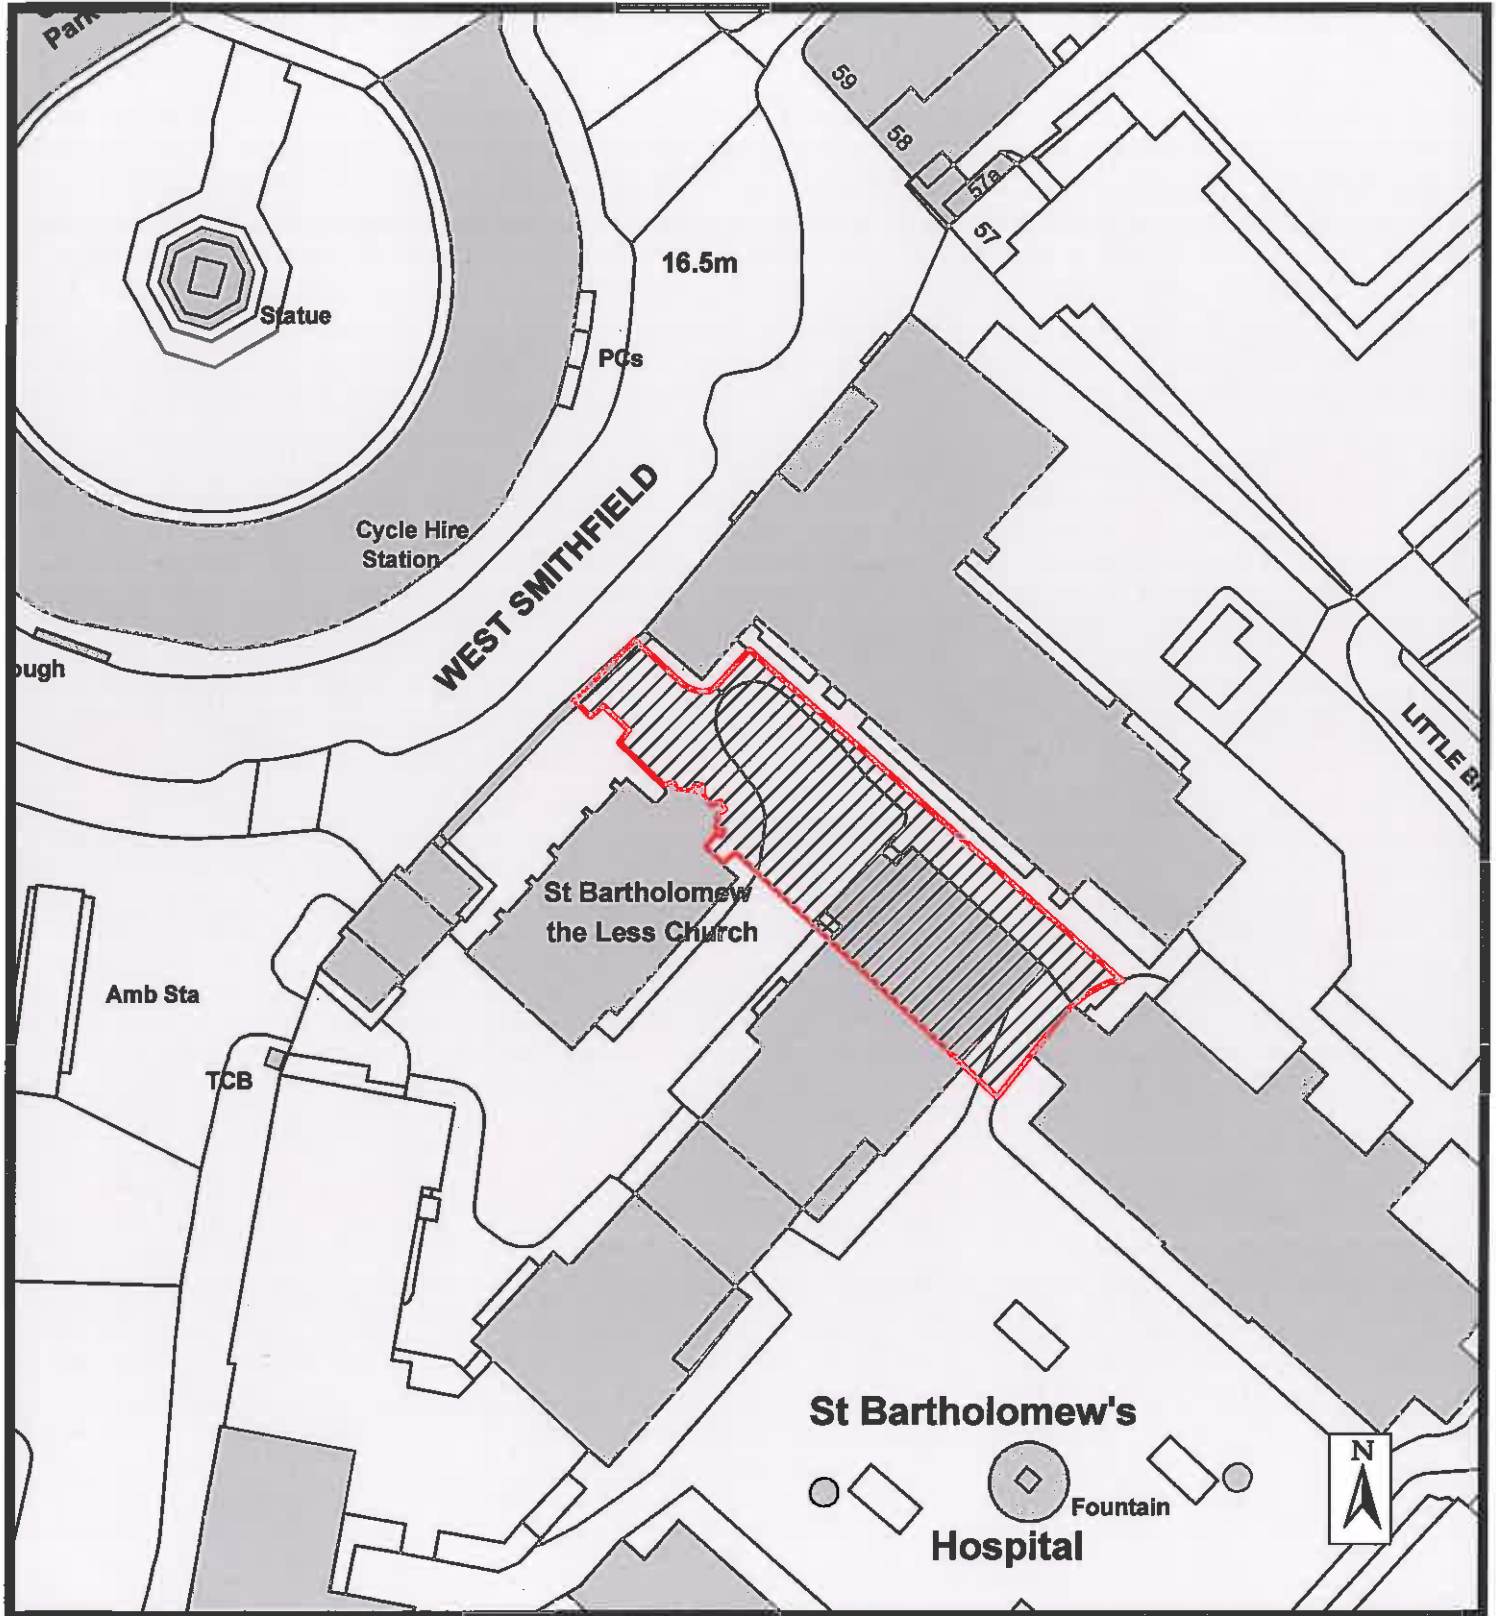 Park
59
58
57a
57
16.5m
Statue
PCs
Cycle Hire
Station
WEST SMITHFIELD
ough
LITTLE
St Bartholomew
the Less Church
Amb Sta
TCB
St Bartholomew's
N
Fountain
Hospital